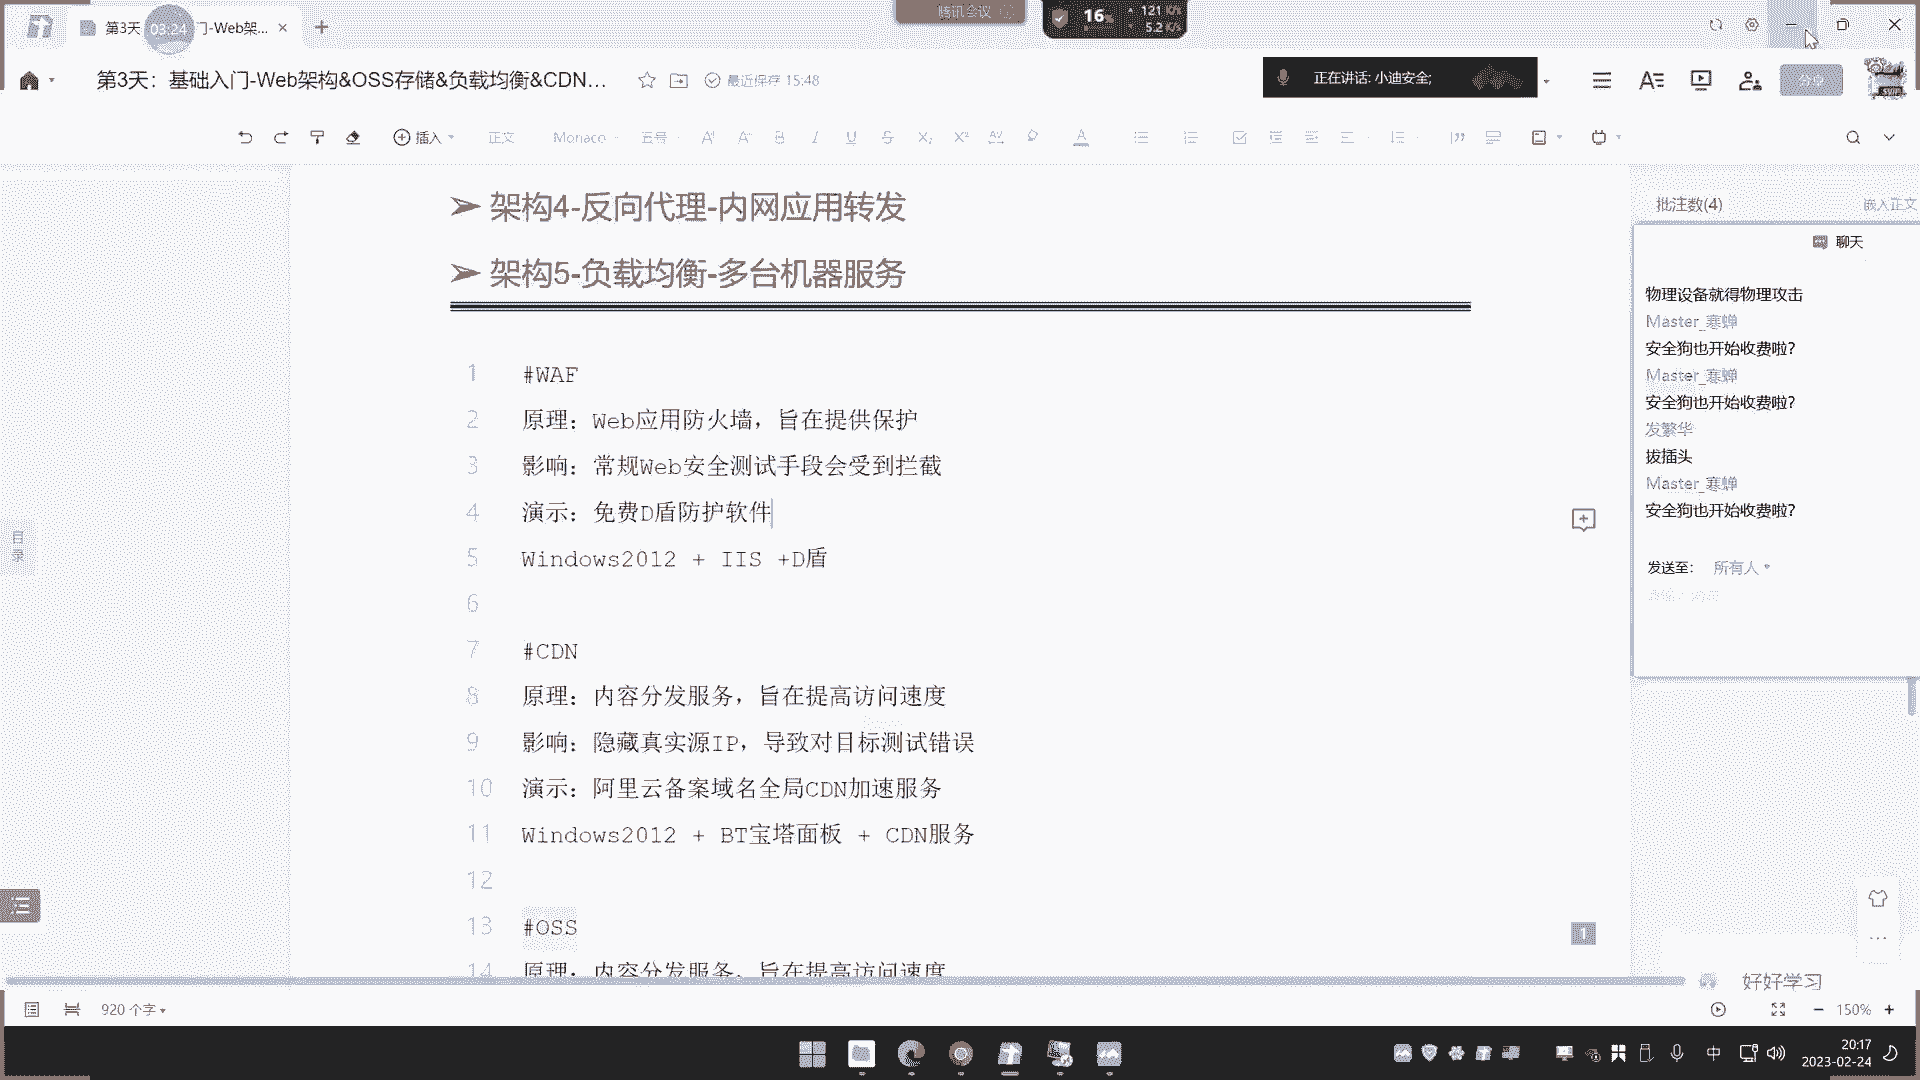 第3天
03:24
门-Web架...
腾讯会议
16%
121 K/s
5.2 K/s
第3天：基础入门-Web架构&OSS存储&负载均衡&CDN...
最近保存 15:48
正在讲话: 小迪安全;
分享
插入
正文
Monaco
五号
➢ 架构4-反向代理-内网应用转发
➢ 架构5-负载均衡-多台机器服务
1 #WAF
2 原理：Web应用防火墙，旨在提供保护
3 影响：常规Web安全测试手段会受到拦截
4 演示：免费D盾防护软件
5 Windows2012 + IIS +D盾
6
7 #CDN
8 原理：内容分发服务，旨在提高访问速度
9 影响：隐藏真实源IP，导致对目标测试错误
10 演示：阿里云备案域名全局CDN加速服务
11 Windows2012 + BT宝塔面板 + CDN服务
12
13 #OSS
14 原理：内容分发服务，旨在提高访问速度
1
目录
批注数(4)
嵌入正文
聊天
物理设备就得物理攻击
Master_寒蝉
安全狗也开始收费啦?
Master_寒蝉
安全狗也开始收费啦?
发繁华
拔插头
Master_寒蝉
安全狗也开始收费啦?
发送至:
所有人
好好学习
920 个字
150%
中
20:17
2023-02-24